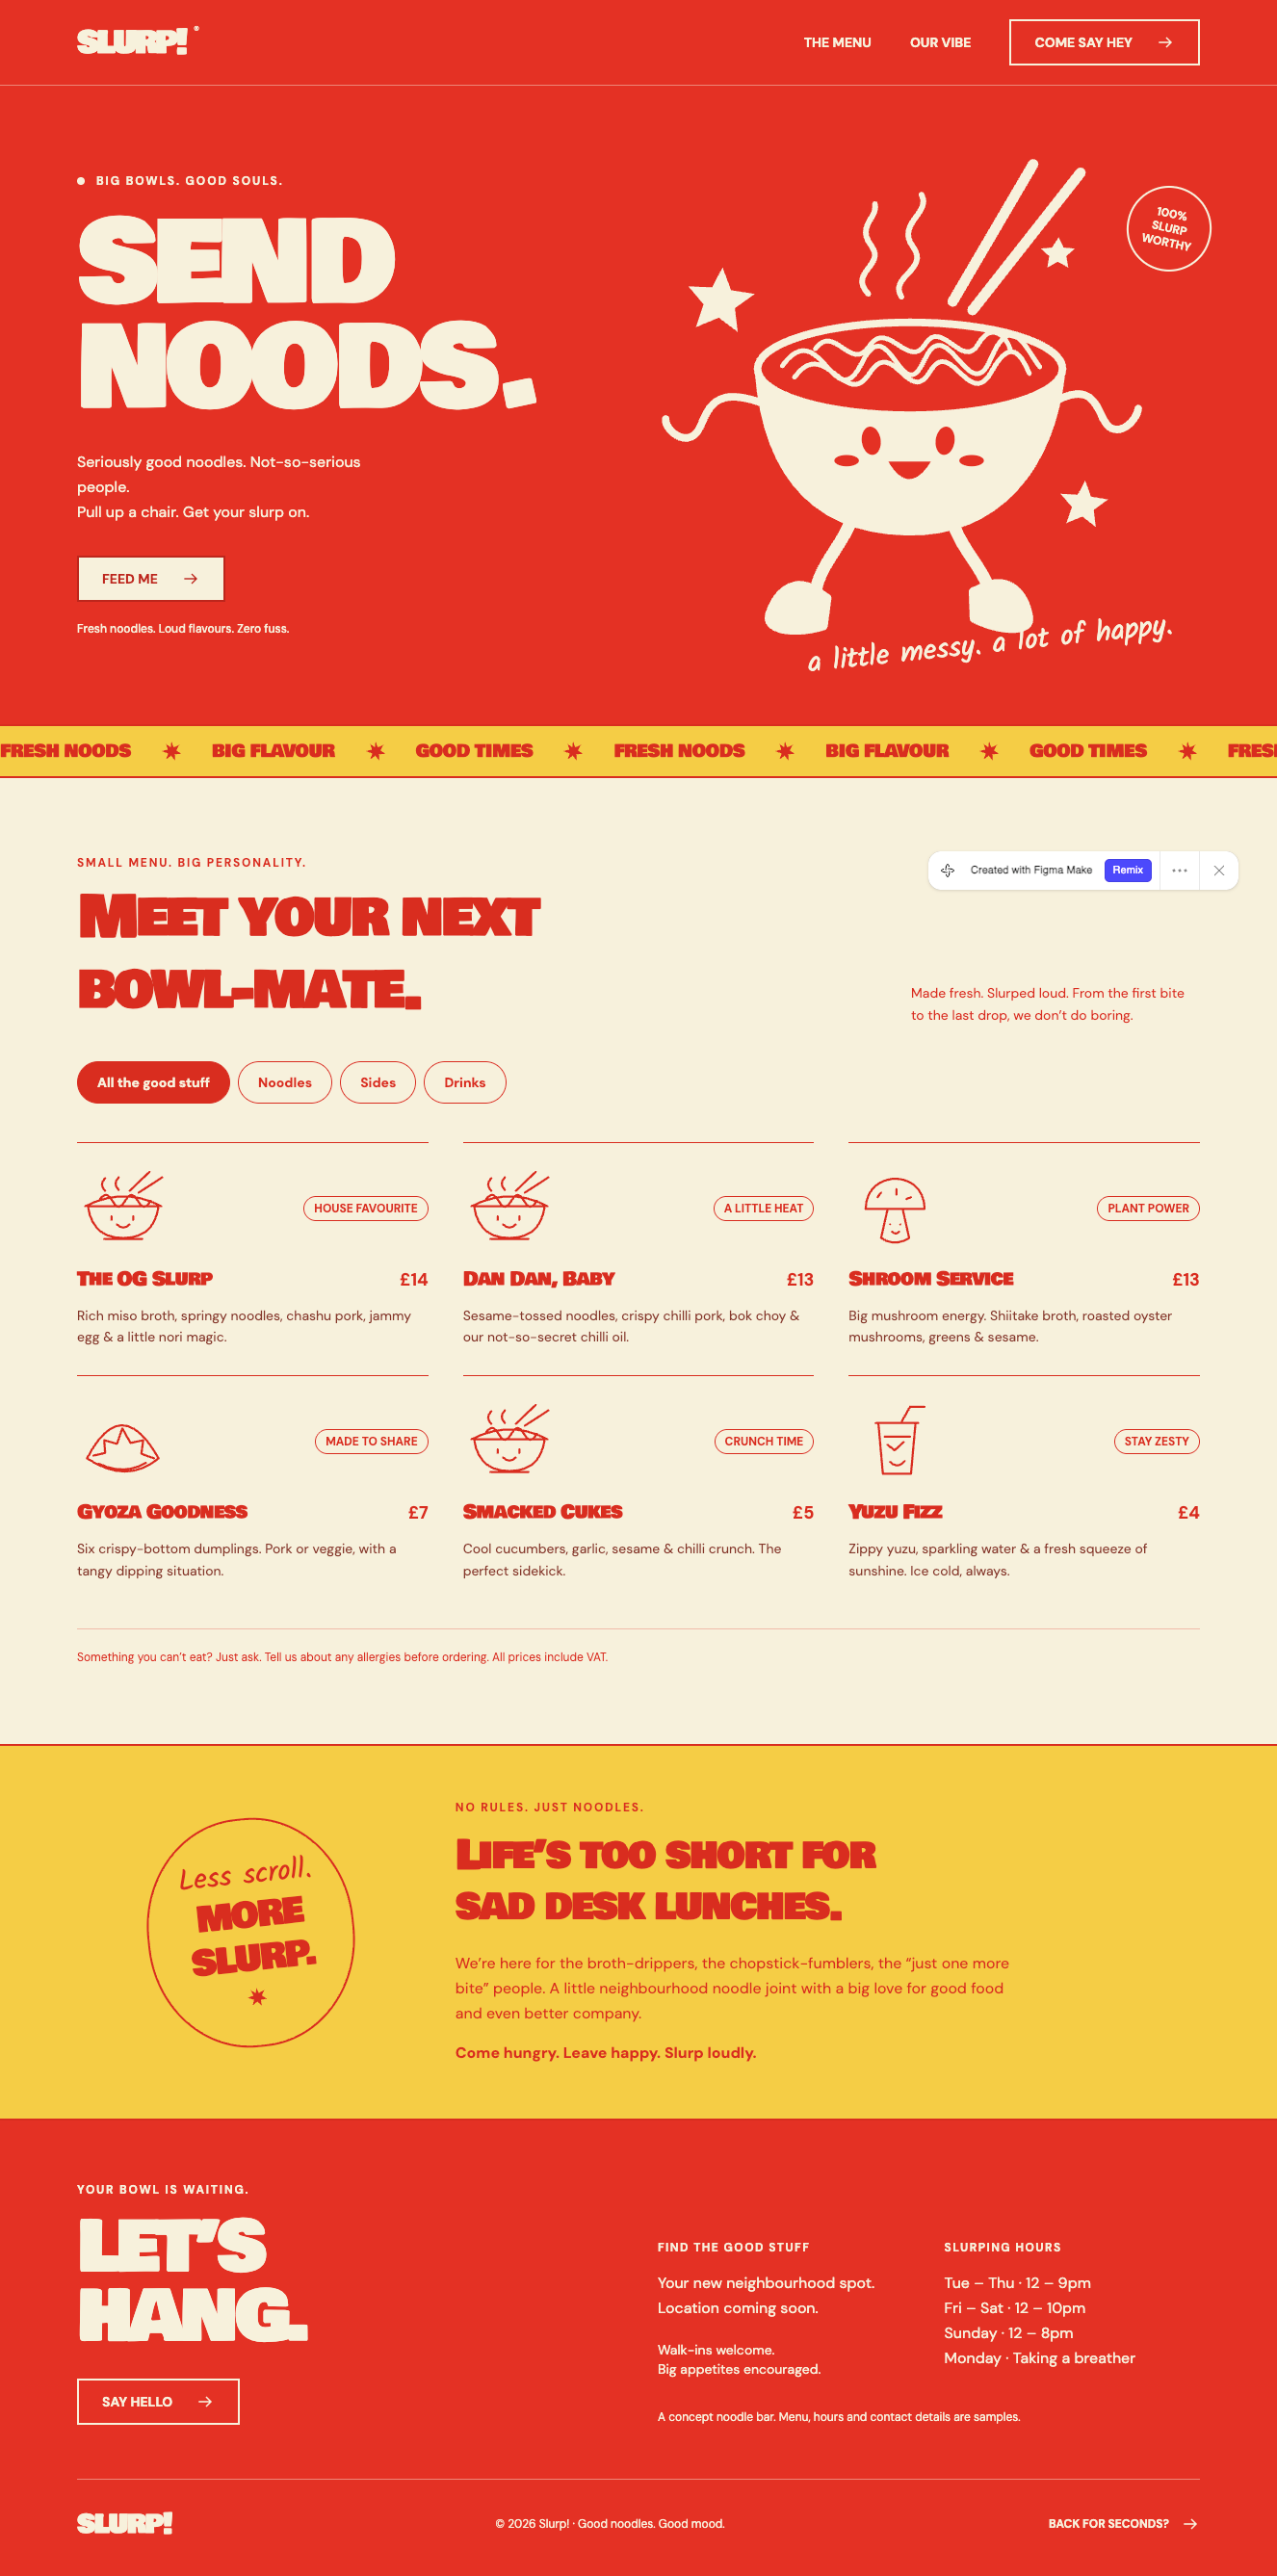 SLURP!®
THE MENU
OUR VIBE
COME SAY HEY
BIG BOWLS. GOOD SOULS.
SEND
NOODS.
Seriously good noodles. Not-so-serious
people.
Pull up a chair. Get your slurp on.
FEED ME
Fresh noodles. Loud flavours. Zero fuss.
100%
SLURP
WORTHY
a little messy. a lot of happy.
FRESH NOODS BIG FLAVOUR GOOD TIMES FRESH NOODS BIG FLAVOUR GOOD TIMES FRES
SMALL MENU. BIG PERSONALITY.
MEET YOUR NEXT
BOWL-MATE.
Created with Figma Make Remix
Made fresh. Slurped loud. From the first bite
to the last drop, we don’t do boring.
All the good stuff
Noodles
Sides
Drinks
HOUSE FAVOURITE
THE OG SLURP £14
Rich miso broth, springy noodles, chashu pork, jammy
egg & a little nori magic.
A LITTLE HEAT
DAN DAN, BABY £13
Sesame-tossed noodles, crispy chilli pork, bok choy &
our not-so-secret chilli oil.
PLANT POWER
SHROOM SERVICE £13
Big mushroom energy. Shiitake broth, roasted oyster
mushrooms, greens & sesame.
MADE TO SHARE
GYOZA GOODNESS £7
Six crispy-bottom dumplings. Pork or veggie, with a
tangy dipping situation.
CRUNCH TIME
SMACKED CUKES £5
Cool cucumbers, garlic, sesame & chilli crunch. The
perfect sidekick.
STAY ZESTY
YUZU FIZZ £4
Zippy yuzu, sparkling water & a fresh squeeze of
sunshine. Ice cold, always.
Something you can’t eat? Just ask. Tell us about any allergies before ordering. All prices include VAT.
Less scroll.
MORE
SLURP.
NO RULES. JUST NOODLES.
LIFE’S TOO SHORT FOR
SAD DESK LUNCHES.
We’re here for the broth-drippers, the chopstick-fumblers, the “just one more
bite” people. A little neighbourhood noodle joint with a big love for good food
and even better company.
Come hungry. Leave happy. Slurp loudly.
YOUR BOWL IS WAITING.
LET’S
HANG.
SAY HELLO
FIND THE GOOD STUFF
Your new neighbourhood spot.
Location coming soon.
Walk-ins welcome.
Big appetites encouraged.
SLURPING HOURS
Tue – Thu · 12 – 9pm
Fri – Sat · 12 – 10pm
Sunday · 12 – 8pm
Monday · Taking a breather
A concept noodle bar. Menu, hours and contact details are samples.
SLURP!
© 2026 Slurp! · Good noodles. Good mood.
BACK FOR SECONDS?